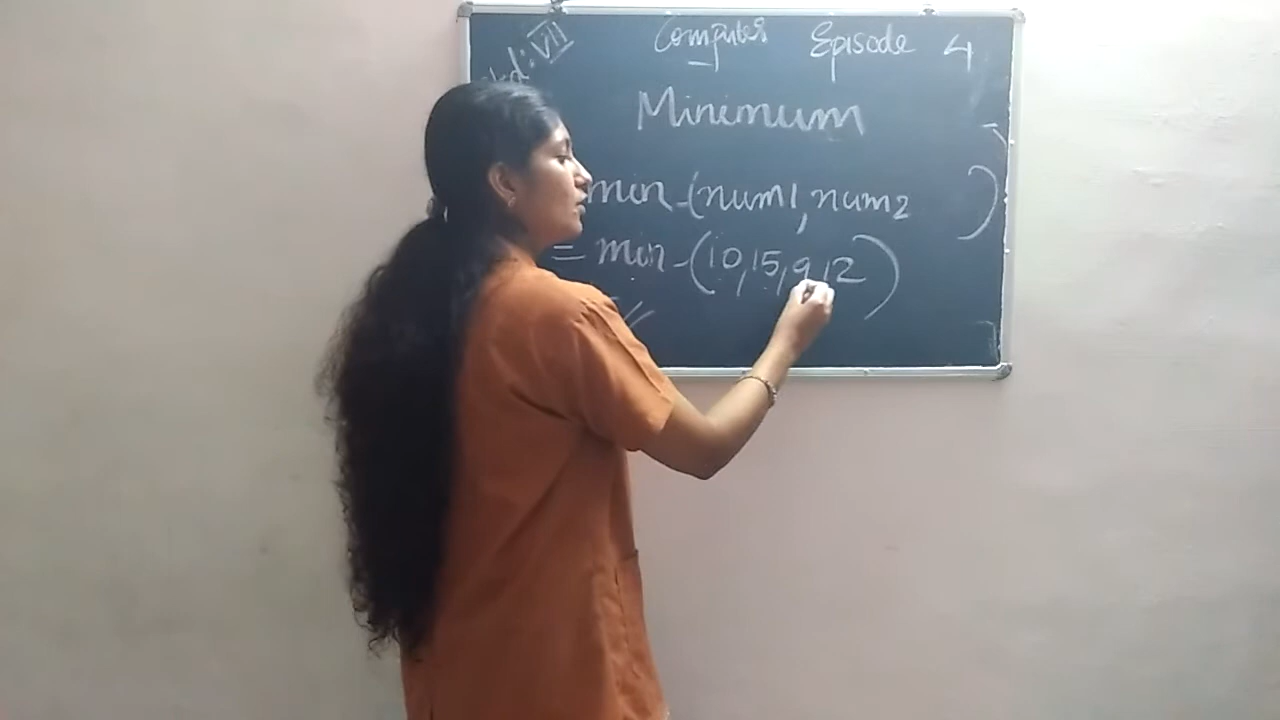 Std: VII
Computer Episode 4
Minimum
min-(num1, num2 )
= min-(10,15,9,12)